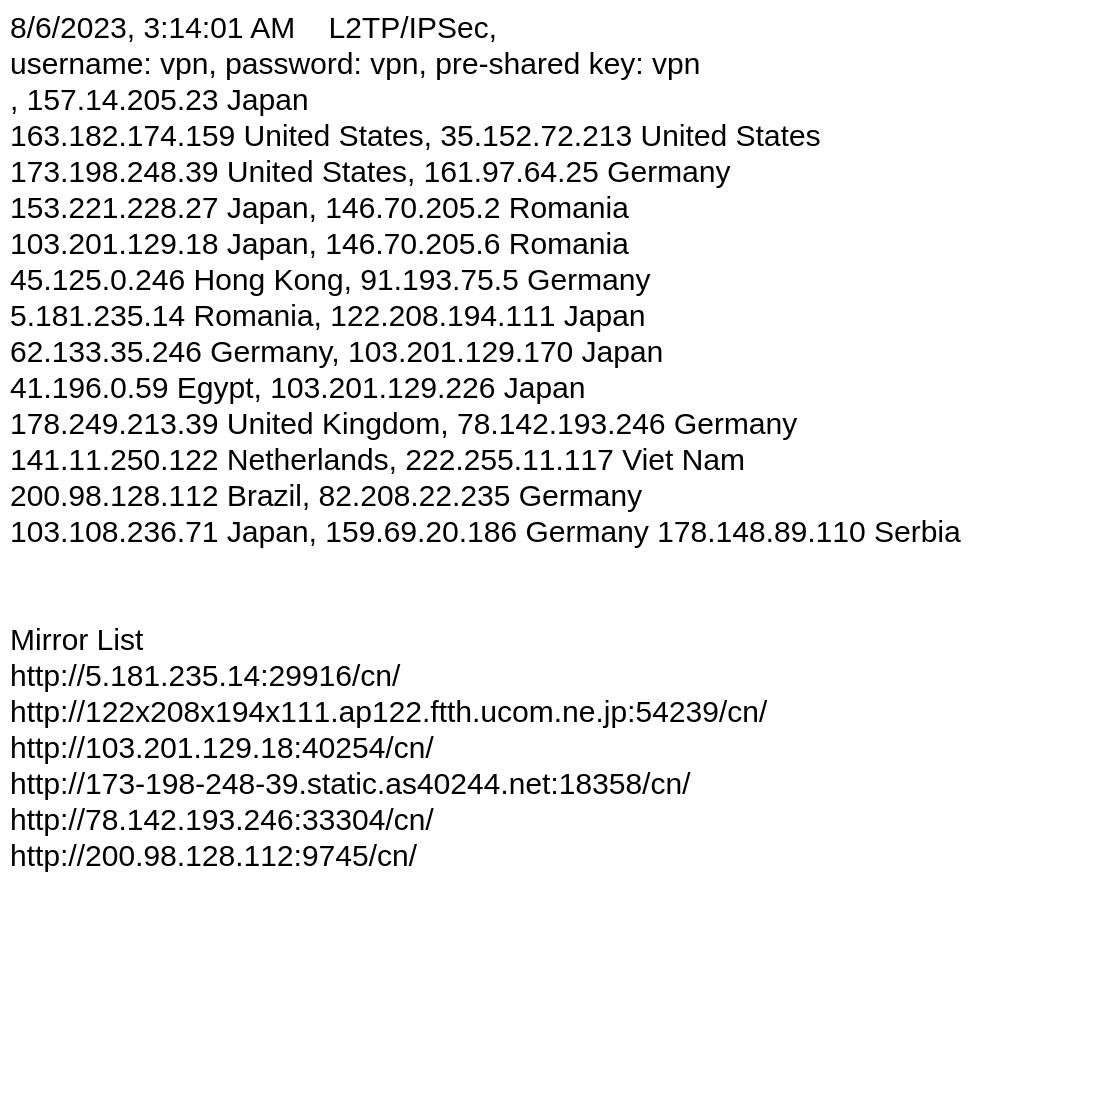 8/6/2023, 3:14:01 AM    L2TP/IPSec,
username: vpn, password: vpn, pre-shared key: vpn
, 157.14.205.23 Japan
163.182.174.159 United States, 35.152.72.213 United States
173.198.248.39 United States, 161.97.64.25 Germany
153.221.228.27 Japan, 146.70.205.2 Romania
103.201.129.18 Japan, 146.70.205.6 Romania
45.125.0.246 Hong Kong, 91.193.75.5 Germany
5.181.235.14 Romania, 122.208.194.111 Japan
62.133.35.246 Germany, 103.201.129.170 Japan
41.196.0.59 Egypt, 103.201.129.226 Japan
178.249.213.39 United Kingdom, 78.142.193.246 Germany
141.11.250.122 Netherlands, 222.255.11.117 Viet Nam
200.98.128.112 Brazil, 82.208.22.235 Germany
103.108.236.71 Japan, 159.69.20.186 Germany 178.148.89.110 Serbia
Mirror List
http://5.181.235.14:29916/cn/
http://122x208x194x111.ap122.ftth.ucom.ne.jp:54239/cn/
http://103.201.129.18:40254/cn/
http://173-198-248-39.static.as40244.net:18358/cn/
http://78.142.193.246:33304/cn/
http://200.98.128.112:9745/cn/